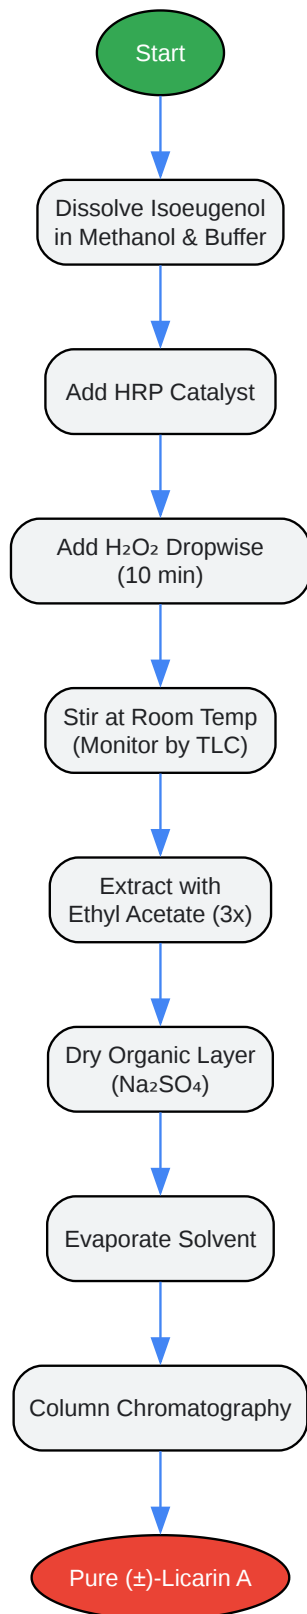 Start
Dissolve Isoeugenol
in Methanol & Buffer
Add HRP Catalyst
Add H₂O₂ Dropwise
(10 min)
Stir at Room Temp
(Monitor by TLC)
Extract with
Ethyl Acetate (3x)
Dry Organic Layer
(Na₂SO₄)
Evaporate Solvent
Column Chromatography
Pure (±)-Licarin A